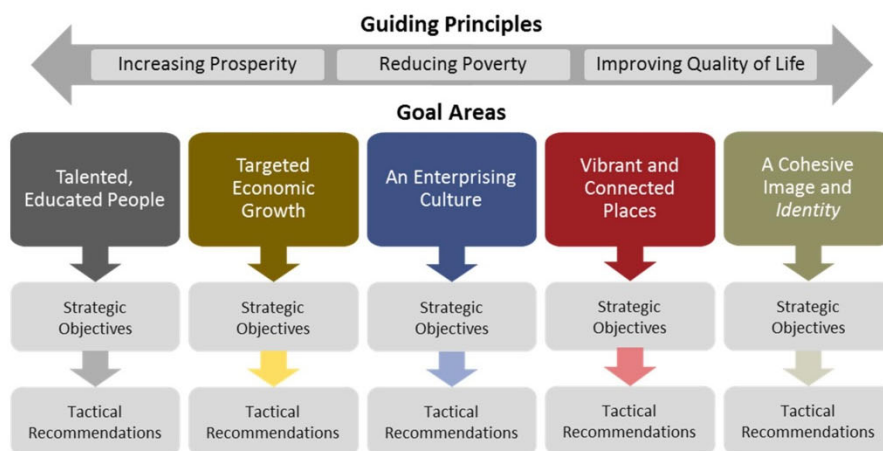 Guiding Principles
Increasing Prosperity
Reducing Poverty
Improving Quality of Life
Goal Areas
Talented,
Educated People
Targeted
Economic
Growth
An Enterprising
Culture
Vibrant and
Connected
Places
A Cohesive
Image and
Identity
Strategic
Objectives
Strategic
Objectives
Strategic
Objectives
Strategic
Objectives
Strategic
Objectives
Tactical
Recommendations
Tactical
Recommendations
Tactical
Recommendations
Tactical
Recommendations
Tactical
Recommendations